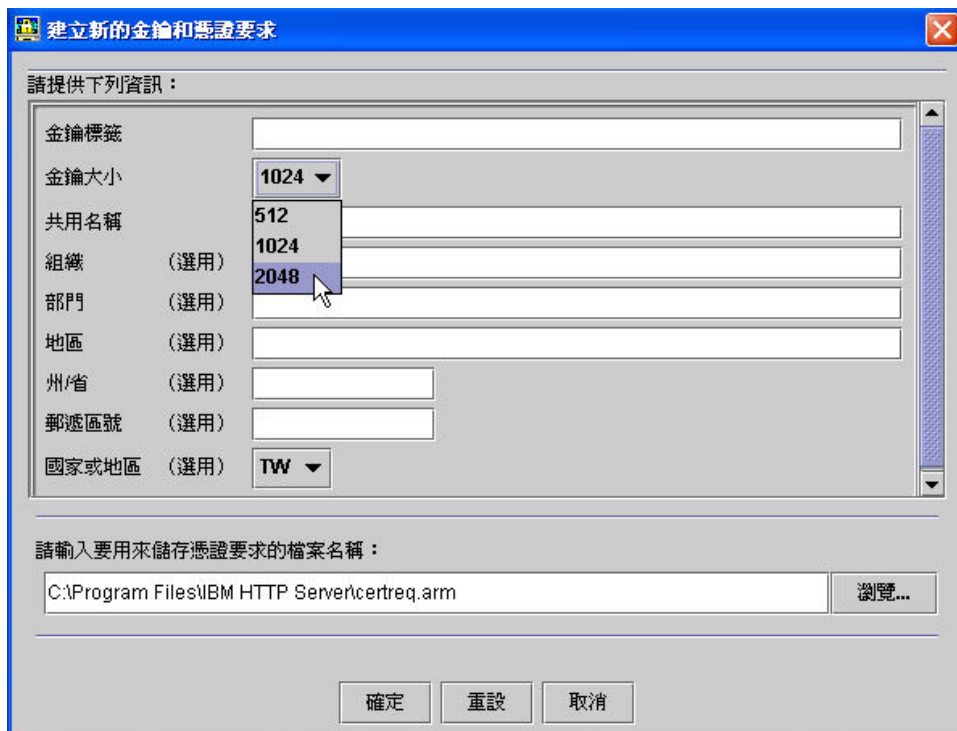 建立新的金鑰和憑證要求
請提供下列資訊：
金鑰標籤
金鑰大小 1024
512
共用名稱
1024
組織 (選用)
2048
部門 (選用)
地區 (選用)
州/省 (選用)
郵遞區號 (選用)
國家或地區 (選用) TW
請輸入要用來儲存憑證要求的檔案名稱：
C:\Program Files\IBM HTTP Server\certreq.arm 瀏覽...
確定 重設 取消